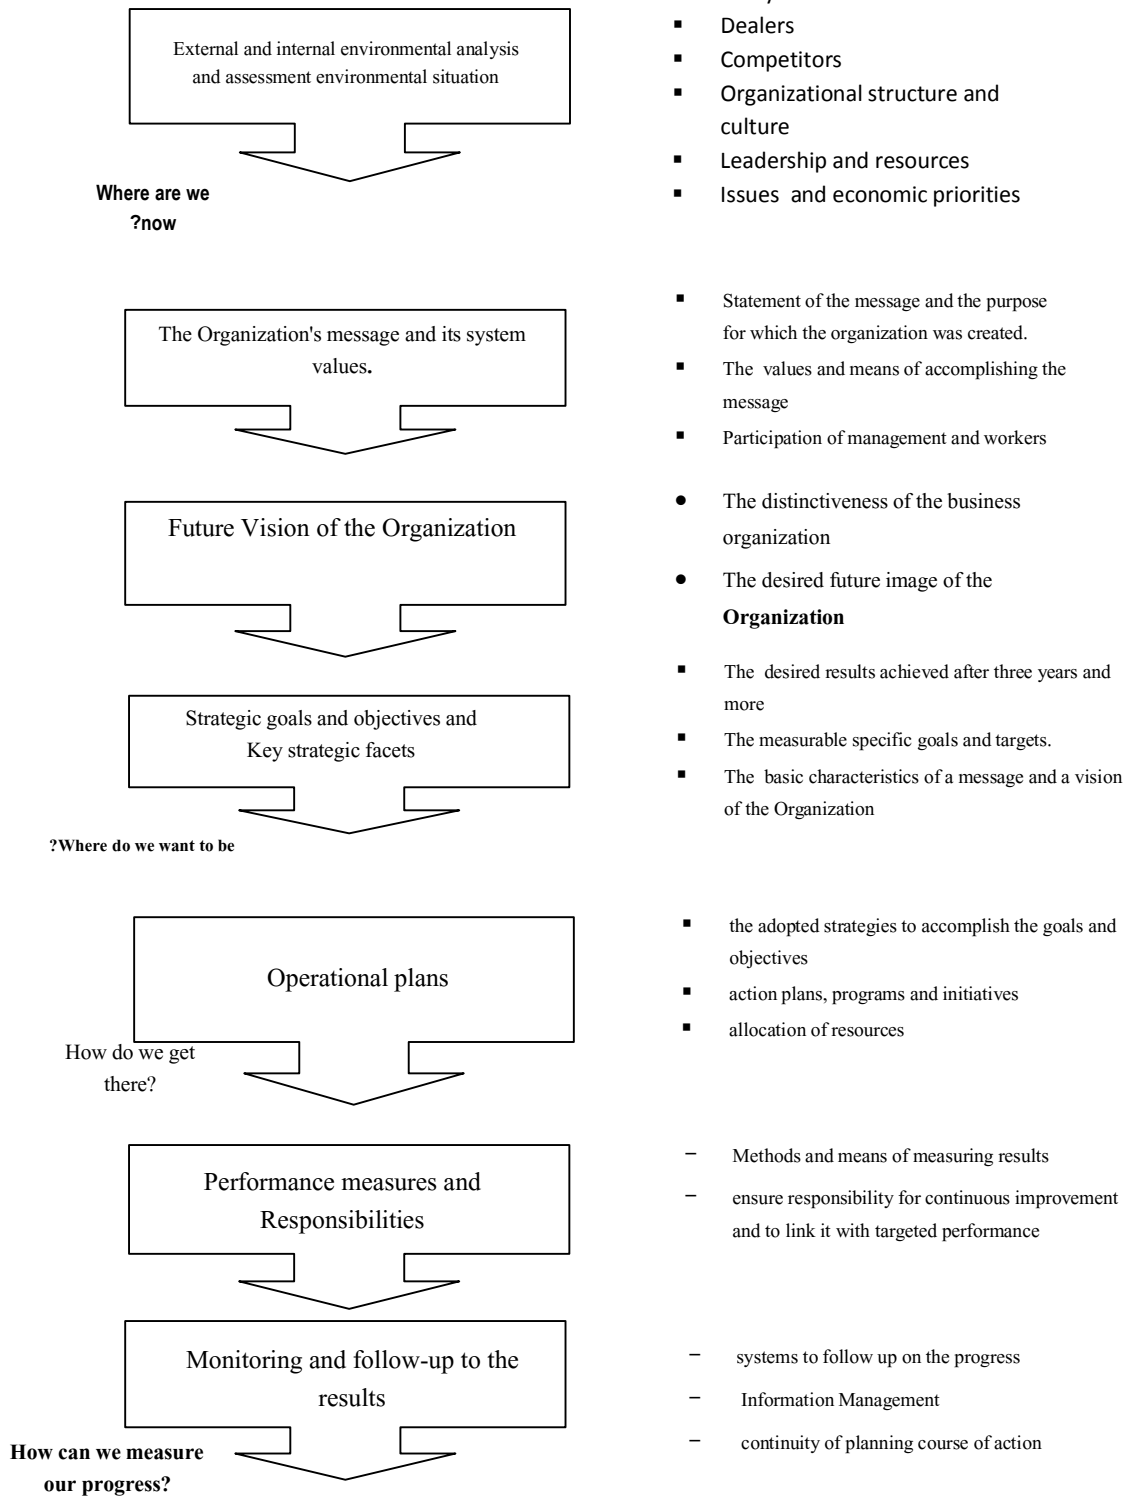 External and internal environmental analysis
and assessment environmental situation
▪ Dealers
▪ Competitors
▪ Organizational structure and
culture
▪ Leadership and resources
▪ Issues and economic priorities
Where are we
?now
The Organization's message and its system
values.
▪ Statement of the message and the purpose
for which the organization was created.
▪ The values and means of accomplishing the
message
▪ Participation of management and workers
Future Vision of the Organization
● The distinctiveness of the business
organization
● The desired future image of the
Organization
Strategic goals and objectives and
Key strategic facets
▪ The desired results achieved after three years and
more
▪ The measurable specific goals and targets.
▪ The basic characteristics of a message and a vision
of the Organization
?Where do we want to be
Operational plans
▪ the adopted strategies to accomplish the goals and
objectives
▪ action plans, programs and initiatives
▪ allocation of resources
How do we get
there?
Performance measures and
Responsibilities
– Methods and means of measuring results
– ensure responsibility for continuous improvement
and to link it with targeted performance
Monitoring and follow-up to the
results
– systems to follow up on the progress
– Information Management
– continuity of planning course of action
How can we measure
our progress?